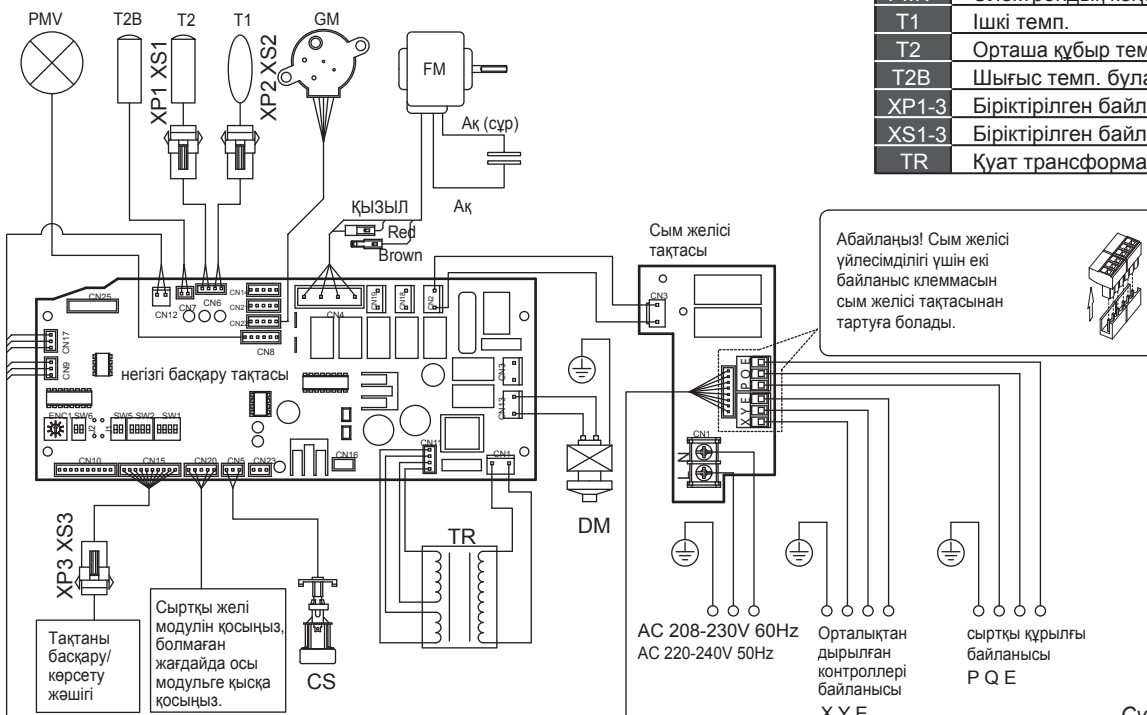 PMV
T2B
T2
T1
GM
XP1 XS1
XP2 XS2
FM
Ақ (сұр)
Ақ
ҚЫЗЫЛ
Red
Brown
T1 Ішкі темп.
T2 Орташа құбыр
T2B Шығыс темп.
XP1-3 Біріктірілген
XS1-3 Біріктірілген
TR Қуат
Сым желісі
тақтасы
Абайлаңыз! Сым желісі
үйлесімділігі үшін екі
байланыс клеммасын
сым желісі тақтасынан
тартуға болады.
CN25
CN12
CN7
CN6
CN8
CN4
CN2
CN3
CN17
CN9
негізгі басқару тақтасы
CN13
ENC1 SW6
J2
J1
SW5 SW2 SW1
CN10
CN15
CN20
CN5
CN23
CN16
CN11
CN1
P Q E
X Y E
CN1
L N
XP3 XS3
TR
DM
CS
Тақтаны
басқару/
көрсету
жәшігі
Сыртқы желі
модулін қосыңыз,
болмаған
жағдайда осы
модульге қысқа
қосыңыз.
AC 208-230V 60Hz
AC 220-240V 50Hz
Орталықтан
дырылған
контроллері
байланысы
X Y E
сыртқы құрылғы
байланысы
P Q E